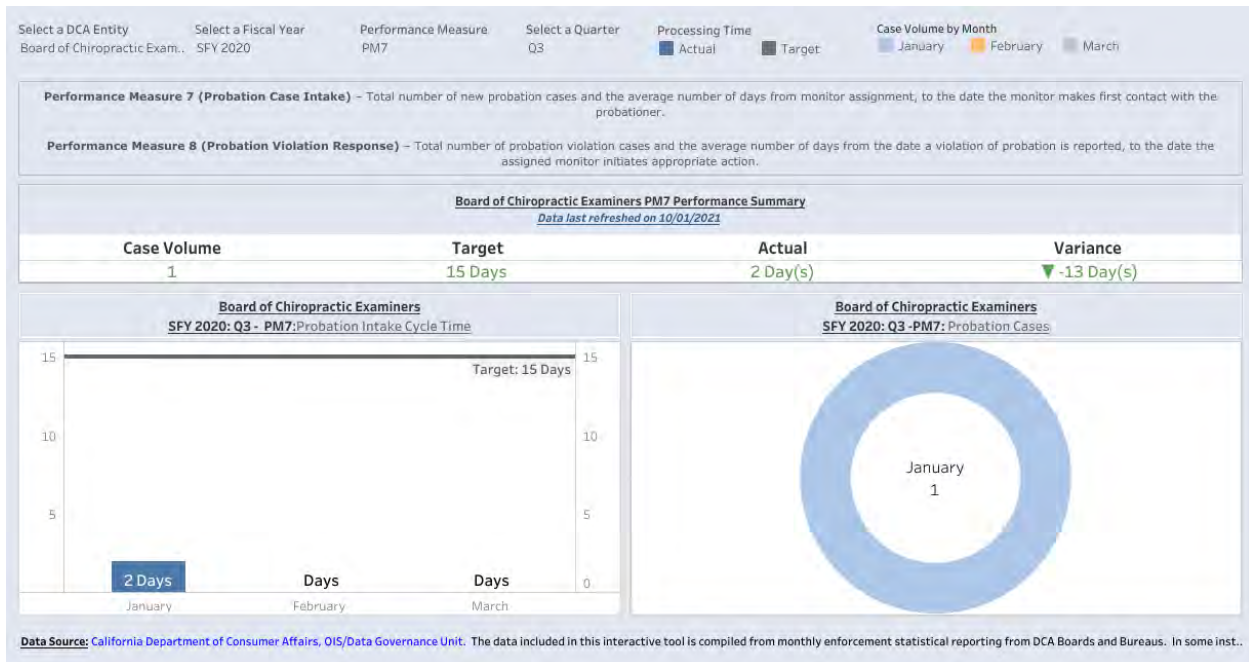 Select a DCA Entity Select a Fiscal Year Performance Measure Select a Quarter Processing Time Case Volume by Month
Board of Chiropractic Exam.. SFY 2020 PM7 Q3 Actual Target January February March
Performance Measure 7 (Probation Case Intake) – Total number of new probation cases and the average number of days from monitor assignment, to the date the monitor makes first contact with the
probationer.
Performance Measure 8 (Probation Violation Response) – Total number of probation violation cases and the average number of days from the date a violation of probation is reported, to the date the
assigned monitor initiates appropriate action.
Board of Chiropractic Examiners PM7 Performance Summary
Data last refreshed on 10/01/2021
Case Volume Target Actual Variance
1 15 Days 2 Day(s) ▼ -13 Day(s)
Board of Chiropractic Examiners
SFY 2020: Q3 - PM7:Probation Intake Cycle Time
15 15
Target: 15 Days
10 10
5 5
2 Days Days Days 0
January February March
Board of Chiropractic Examiners
SFY 2020: Q3 -PM7: Probation Cases
January
1
Data Source: California Department of Consumer Affairs, OIS/Data Governance Unit. The data included in this interactive tool is compiled from monthly enforcement statistical reporting from DCA Boards and Bureaus. In some inst..